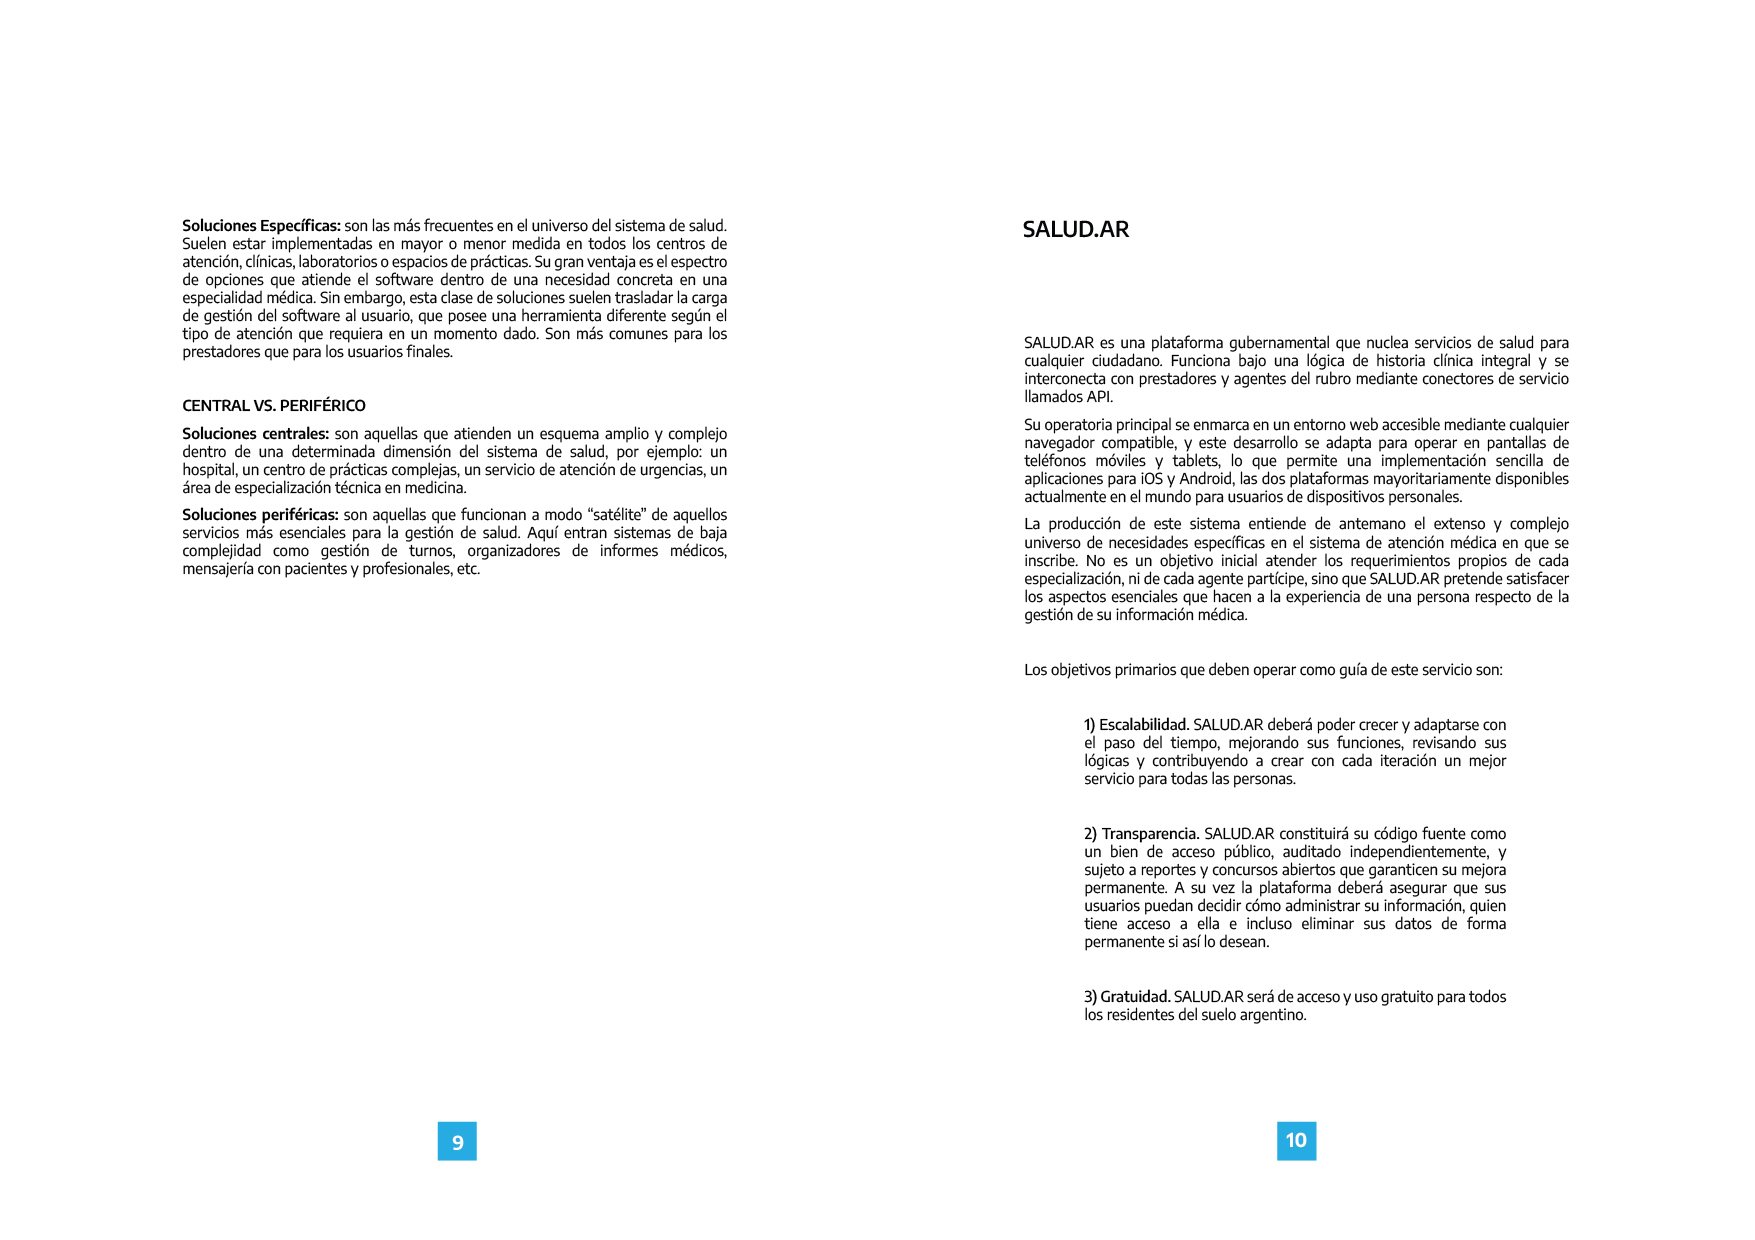 Soluciones Específicas: son las más frecuentes en el universo del sistema de salud.
Suelen estar implementadas en mayor o menor medida en todos los centros de
atención, clínicas, laboratorios o espacios de prácticas. Su gran ventaja es el espectro
de opciones que atiende el software dentro de una necesidad concreta en una
especialidad médica. Sin embargo, esta clase de soluciones suelen trasladar la carga
de gestión del software al usuario, que posee una herramienta diferente según el
tipo de atención que requiera en un momento dado. Son más comunes para los
prestadores que para los usuarios finales.
CENTRAL VS. PERIFÉRICO
Soluciones centrales: son aquellas que atienden un esquema amplio y complejo
dentro de una determinada dimensión del sistema de salud, por ejemplo: un
hospital, un centro de prácticas complejas, un servicio de atención de urgencias, un
área de especialización técnica en medicina.
Soluciones periféricas: son aquellas que funcionan a modo “satélite” de aquellos
servicios más esenciales para la gestión de salud. Aquí entran sistemas de baja
complejidad como gestión de turnos, organizadores de informes médicos,
mensajería con pacientes y profesionales, etc.
9
SALUD.AR
SALUD.AR es una plataforma gubernamental que nuclea servicios de salud para
cualquier ciudadano. Funciona bajo una lógica de historia clínica integral y se
interconecta con prestadores y agentes del rubro mediante conectores de servicio
llamados API.
Su operatoria principal se enmarca en un entorno web accesible mediante cualquier
navegador compatible, y este desarrollo se adapta para operar en pantallas de
teléfonos móviles y tablets, lo que permite una implementación sencilla de
aplicaciones para iOS y Android, las dos plataformas mayoritariamente disponibles
actualmente en el mundo para usuarios de dispositivos personales.
La producción de este sistema entiende de antemano el extenso y complejo
universo de necesidades específicas en el sistema de atención médica en que se
inscribe. No es un objetivo inicial atender los requerimientos propios de cada
especialización, ni de cada agente partícipe, sino que SALUD.AR pretende satisfacer
los aspectos esenciales que hacen a la experiencia de una persona respecto de la
gestión de su información médica.
Los objetivos primarios que deben operar como guía de este servicio son:
1) Escalabilidad. SALUD.AR deberá poder crecer y adaptarse con
el paso del tiempo, mejorando sus funciones, revisando sus
lógicas y contribuyendo a crear con cada iteración un mejor
servicio para todas las personas.
2) Transparencia. SALUD.AR constituirá su código fuente como
un bien de acceso público, auditado independientemente, y
sujeto a reportes y concursos abiertos que garanticen su mejora
permanente. A su vez la plataforma deberá asegurar que sus
usuarios puedan decidir cómo administrar su información, quien
tiene acceso a ella e incluso eliminar sus datos de forma
permanente si así lo desean.
3) Gratuidad. SALUD.AR será de acceso y uso gratuito para todos
los residentes del suelo argentino.
10